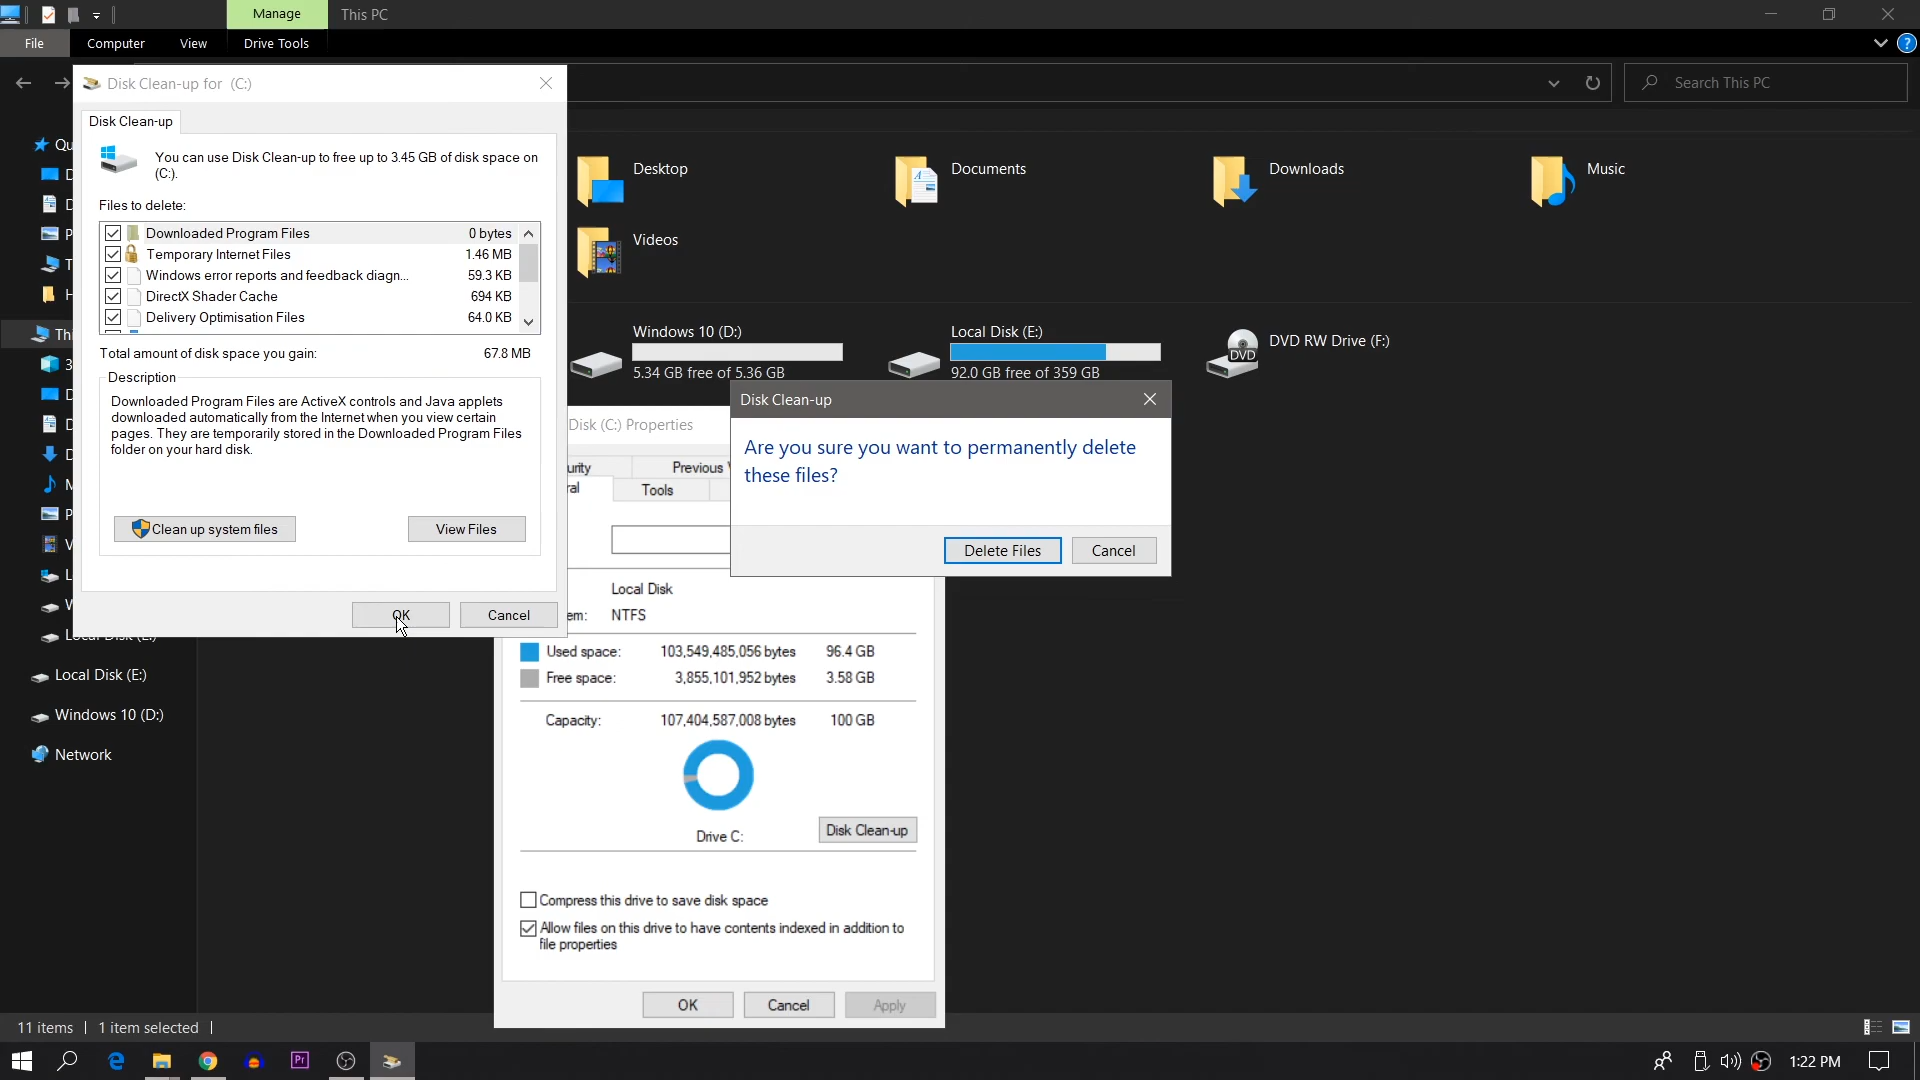 Manage
This PC
File
Computer
View
Drive Tools
Search This PC
Disk Clean-up for (C:)
Disk Clean-up
You can use Disk Clean-up to free up to 3.45 GB of disk space on
(C:).
Files to delete:
Downloaded Program Files 0 bytes
Temporary Internet Files 1.46 MB
Windows error reports and feedback diagn... 59.3 KB
DirectX Shader Cache 694 KB
Delivery Optimisation Files 64.0 KB
Total amount of disk space you gain: 67.8 MB
Description
Downloaded Program Files are ActiveX controls and Java applets
downloaded automatically from the Internet when you view certain
pages. They are temporarily stored in the Downloaded Program Files
folder on your hard disk.
Clean up system files
View Files
OK
Cancel
Desktop
Documents
Downloads
Music
Videos
Windows 10 (D:)
5.34 GB free of 5.36 GB
Local Disk (E:)
92.0 GB free of 359 GB
DVD RW Drive (F:)
DVD
Disk Clean-up
Are you sure you want to permanently delete
these files?
Delete Files
Cancel
Disk (C:) Properties
urity
Previous V
ral
Tools
Local Disk
em: NTFS
Used space: 103,549,485,056 bytes 96.4 GB
Free space: 3,855,101,952 bytes 3.58 GB
Capacity: 107,404,587,008 bytes 100 GB
Drive C:
Disk Clean-up
Compress this drive to save disk space
Allow files on this drive to have contents indexed in addition to
file properties
OK
Cancel
Apply
Qu
D
D
P
T
H
Thi
3
D
D
D
M
P
V
L
W
Local Disk (E:)
Local Disk (E:)
Windows 10 (D:)
Network
11 items
1 item selected
Pr
1:22 PM